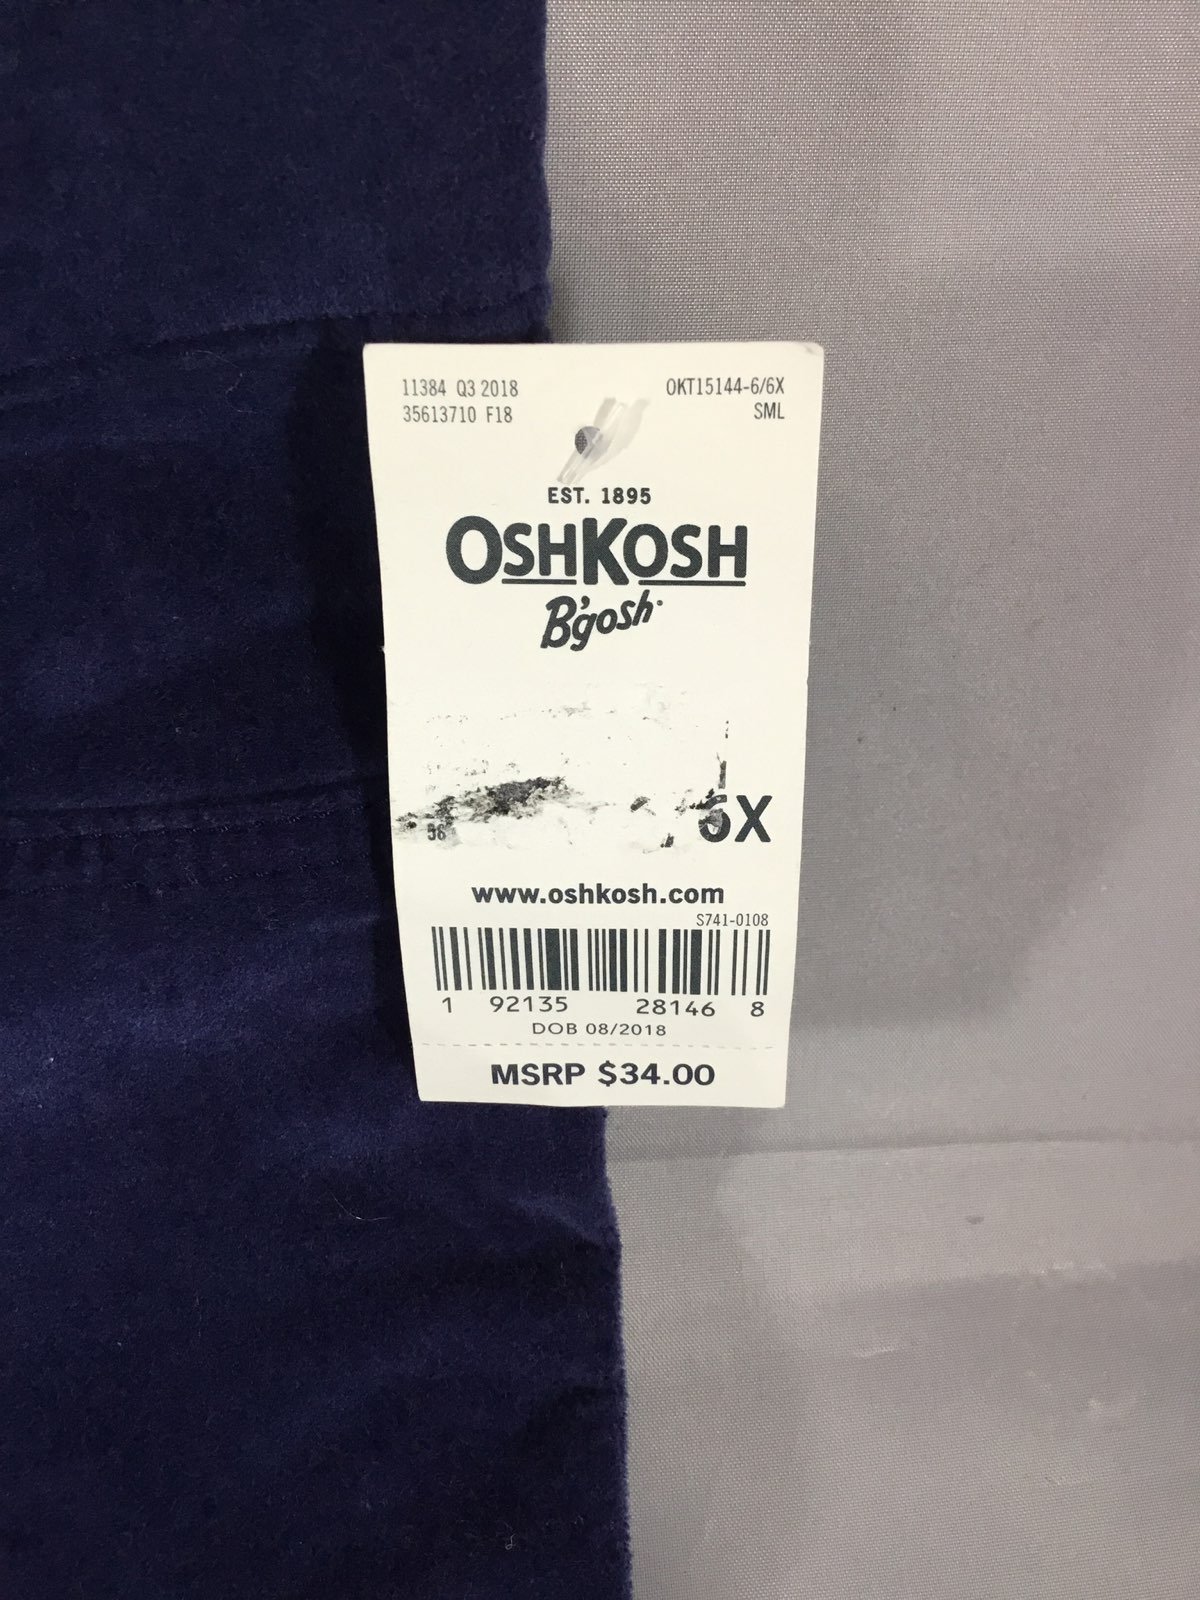 11384 Q3 2018
35613710 F18
OKT15144-6/6X
SML
EST. 1895
OSHKOSH
B'gosh
6X
www.oshkosh.com
S741-0108
1 92135 28146 8
DOB 08/2018
MSRP $34.00